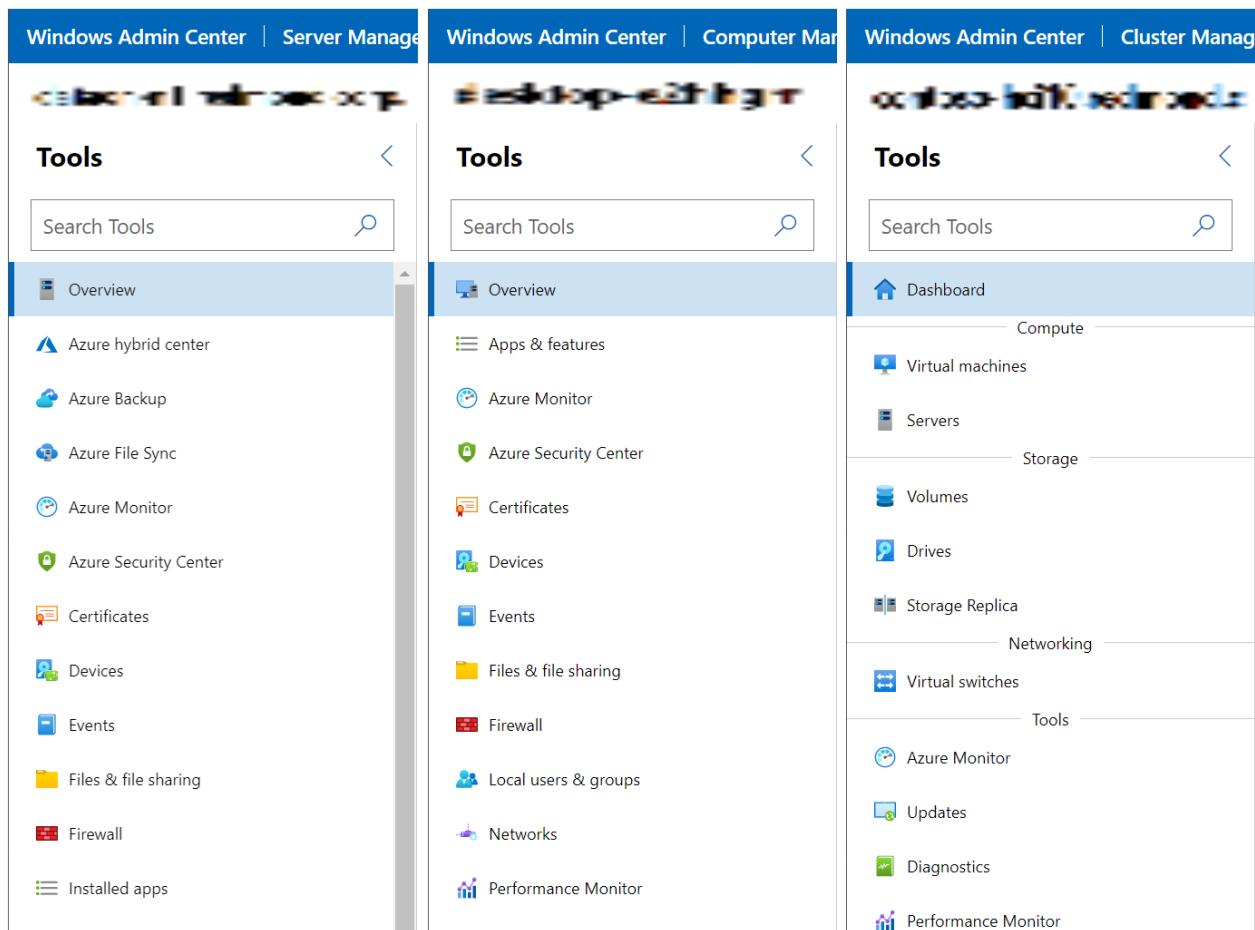 Windows Admin Center | Server Manage
Tools
Search Tools
Overview
Azure hybrid center
Azure Backup
Azure File Sync
Azure Monitor
Azure Security Center
Certificates
Devices
Events
Files & file sharing
Firewall
Installed apps
Windows Admin Center | Computer Mar
Tools
Search Tools
Overview
Apps & features
Azure Monitor
Azure Security Center
Certificates
Devices
Events
Files & file sharing
Firewall
Local users & groups
Networks
Performance Monitor
Windows Admin Center | Cluster Manag
Tools
Search Tools
Dashboard
Compute
Virtual machines
Servers
Storage
Volumes
Drives
Storage Replica
Networking
Virtual switches
Tools
Azure Monitor
Updates
Diagnostics
Performance Monitor